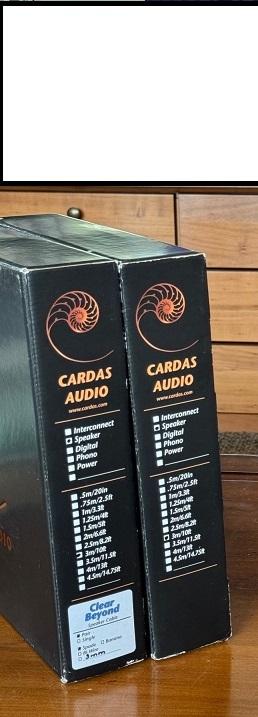 CARDAS
AUDIO
www.cardas.com
Interconnect
Speaker
Digital
Phono
Power
.5m/20in
.75m/2.5ft
1m/3.3ft
1.25m/4ft
1.5m/5ft
2m/6.6ft
2.5m/8.2ft
3m/10ft
3.5m/11.5ft
4m/13ft
4.5m/14.75ft
Clear
Beyond
Speaker Cable
Pair
Single
Spade
Banana
Bi-Wire
CARDAS
AUDIO
www.cardas.com
Interconnect
Speaker
Digital
Phono
Power
.5m/20in
.75m/2.5ft
1m/3.3ft
1.25m/4ft
1.5m/5ft
2m/6.6ft
2.5m/8.2ft
3m/10ft
3.5m/11.5ft
4m/13ft
4.5m/14.75ft